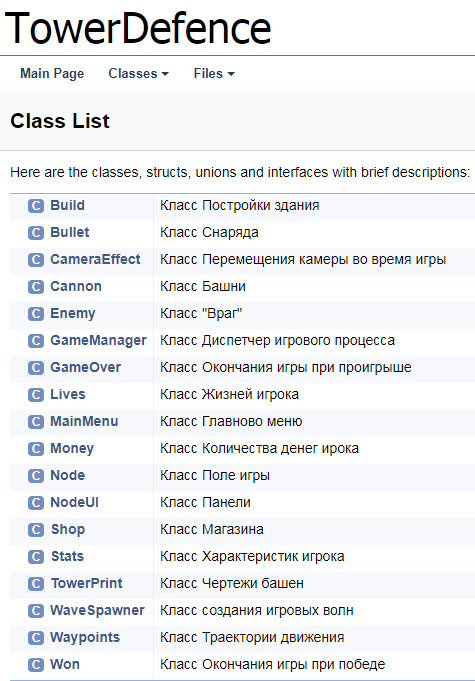 TowerDefence
Main Page Classes Files
Class List
Here are the classes, structs, unions and interfaces with brief descriptions:
C Build Класс Постройки здания
C Bullet Класс Снаряда
C CameraEffect Класс Перемещения камеры во время игры
C Cannon Класс Башни
C Enemy Класс "Враг"
C GameManager Класс Диспетчер игрового процесса
C GameOver Класс Окончания игры при проигрыше
C Lives Класс Жизней игрока
C MainMenu Класс Главново меню
C Money Класс Количества денег ирока
C Node Класс Поле игры
C NodeUI Класс Панели
C Shop Класс Магазина
C Stats Класс Характеристик игрока
C TowerPrint Класс Чертежи башен
C WaveSpawner Класс создания игровых волн
C Waypoints Класс Траектории движения
C Won Класс Окончания игры при победе